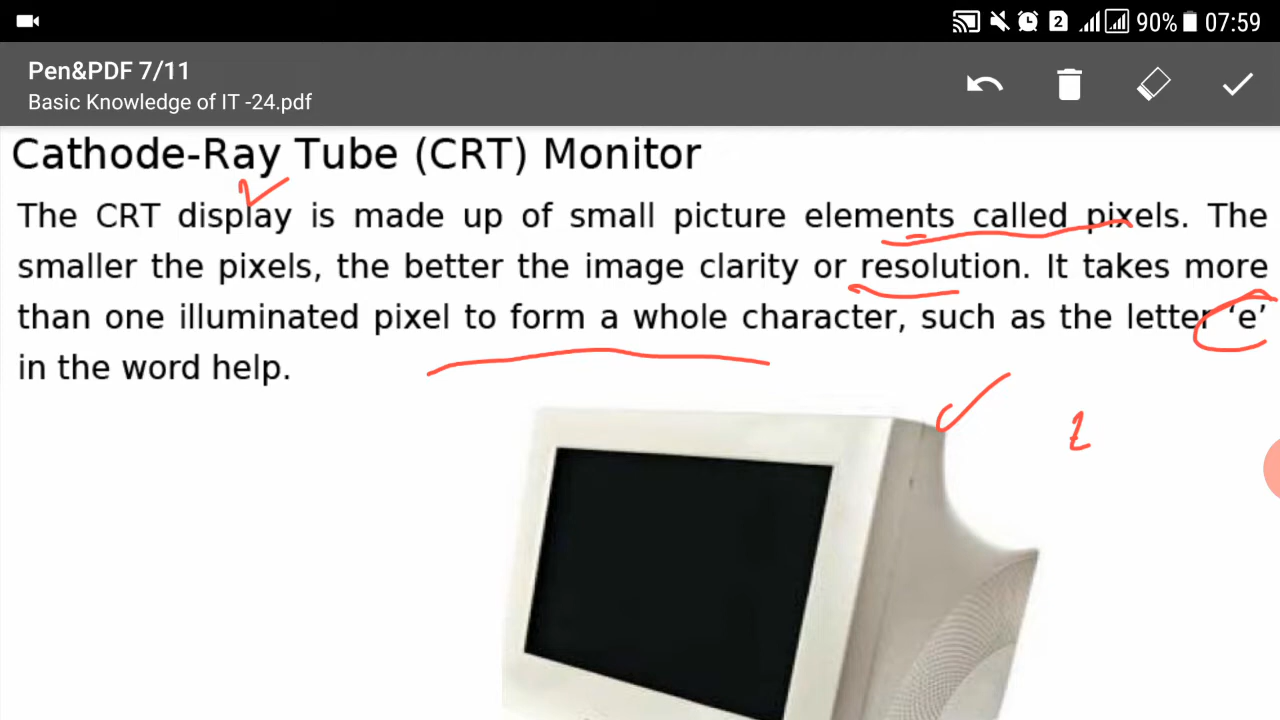 2 90% 07:59
Pen&PDF 7/11
Basic Knowledge of IT -24.pdf
Cathode-Ray Tube (CRT) Monitor
The CRT display is made up of small picture elements called pixels. The
smaller the pixels, the better the image clarity or resolution. It takes more
than one illuminated pixel to form a whole character, such as the letter ‘e’
in the word help.